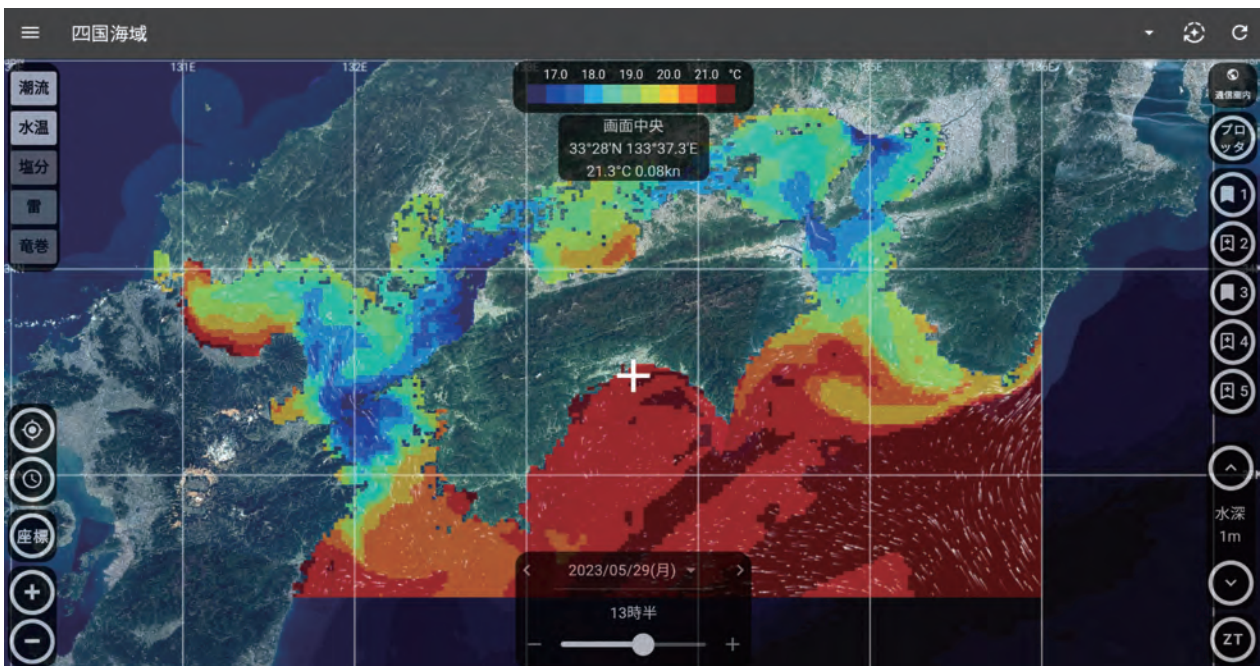 四国海域
131E
132E
135E
136E
潮流
水温
塩分
雷
竜巻
17.0 18.0 19.0 20.0 21.0 °C
画面中央
33°28'N 133°37.3'E
21.3°C 0.08kn
通信圏内
プロッタ
1
2
3
4
5
水深
1m
ZT
座標
2023/05/29(月)
13時半